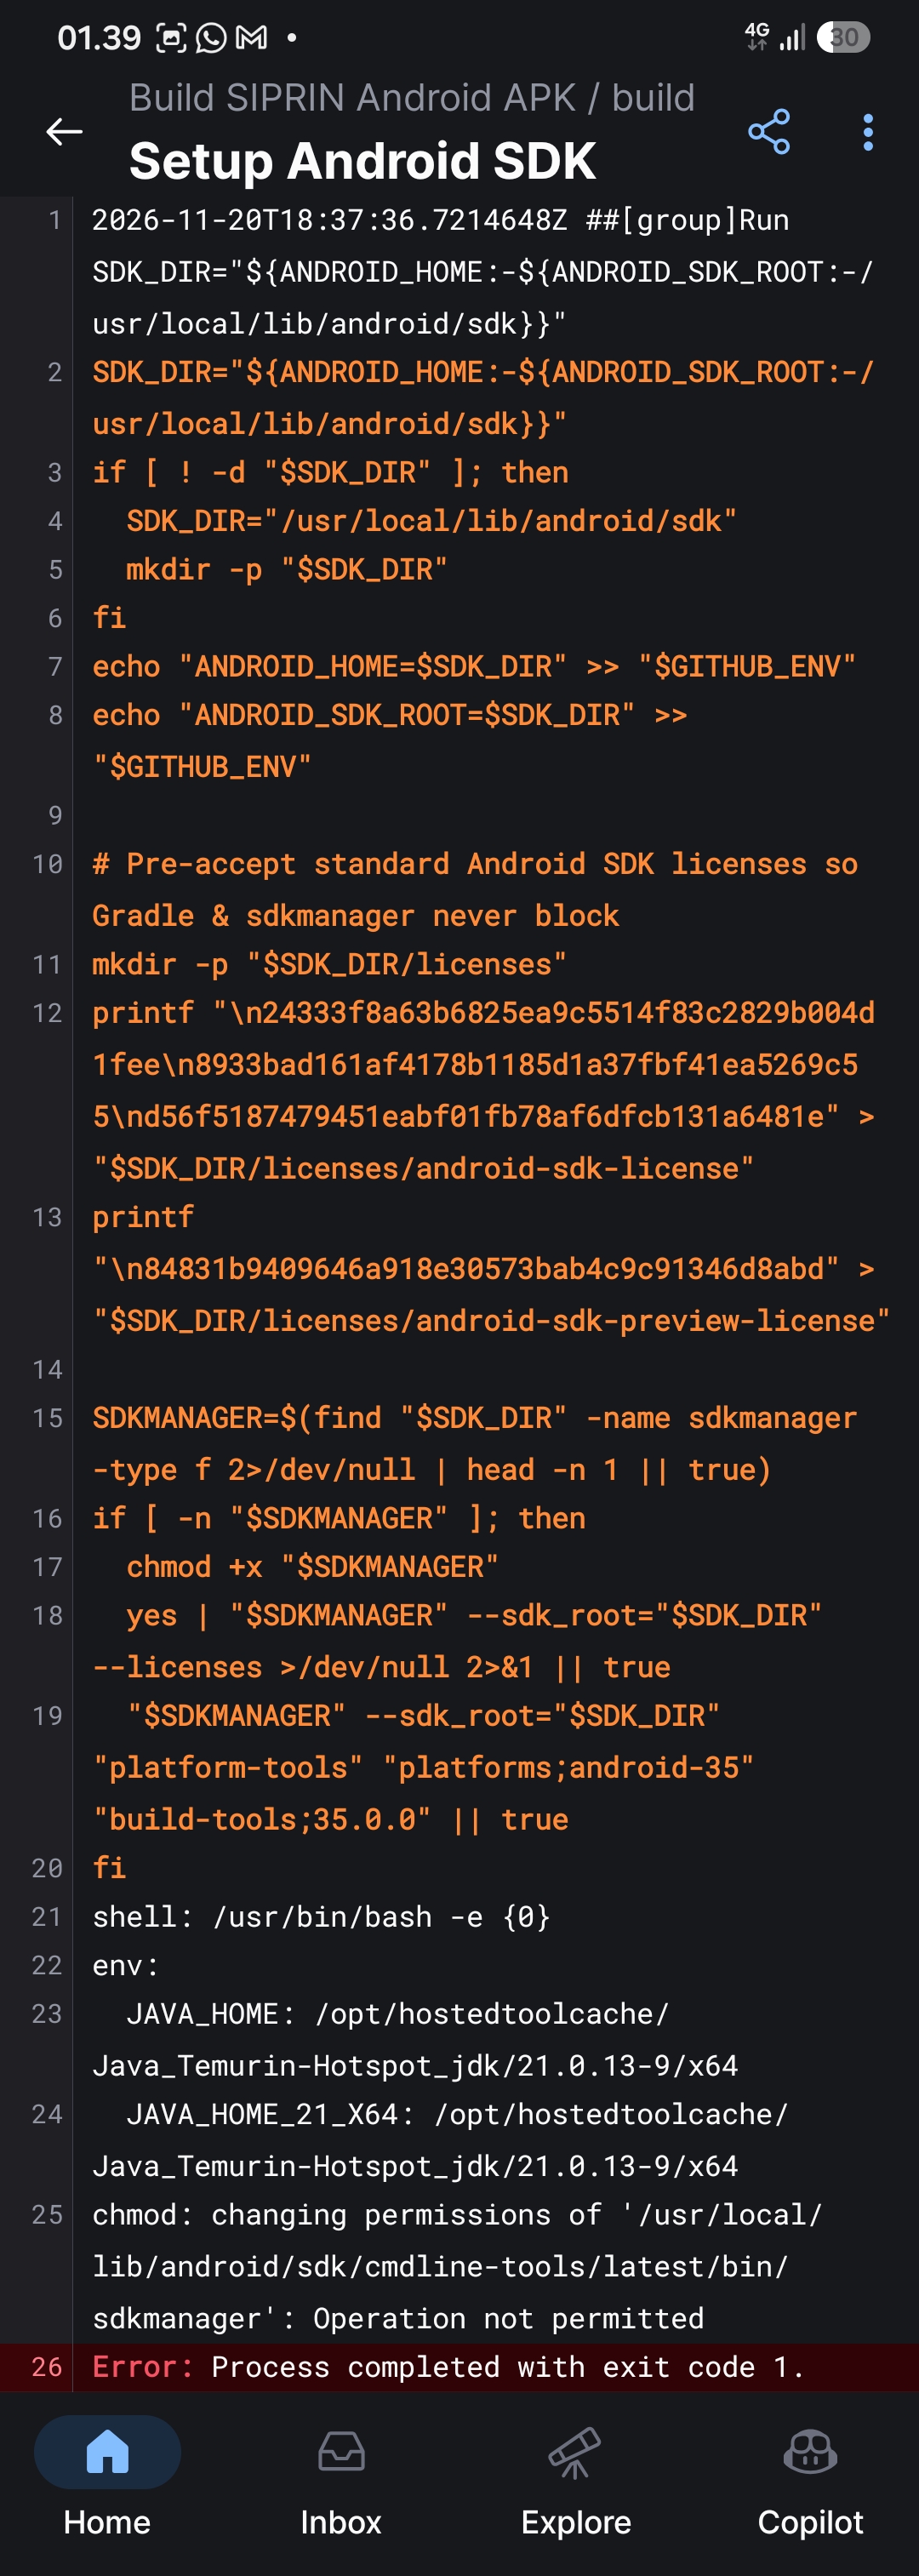 01.39
4G
30
Build SIPRIN Android APK / build
Setup Android SDK
1 2026-11-20T18:37:36.7214648Z ##[group]Run
SDK_DIR="${ANDROID_HOME:-${ANDROID_SDK_ROOT:-/
usr/local/lib/android/sdk}}"
2 SDK_DIR="${ANDROID_HOME:-${ANDROID_SDK_ROOT:-/
usr/local/lib/android/sdk}}"
3 if [ ! -d "$SDK_DIR" ]; then
4   SDK_DIR="/usr/local/lib/android/sdk"
5   mkdir -p "$SDK_DIR"
6 fi
7 echo "ANDROID_HOME=$SDK_DIR" >> "$GITHUB_ENV"
8 echo "ANDROID_SDK_ROOT=$SDK_DIR" >>
"$GITHUB_ENV"
9
10 # Pre-accept standard Android SDK licenses so
Gradle & sdkmanager never block
11 mkdir -p "$SDK_DIR/licenses"
12 printf "\n24333f8a63b6825ea9c5514f83c2829b004d
1fee\n8933bad161af4178b1185d1a37fbf41ea5269c5
5\nd56f5187479451eabf01fb78af6dfcb131a6481e" >
"$SDK_DIR/licenses/android-sdk-license"
13 printf
"\n84831b9409646a918e30573bab4c9c91346d8abd" >
"$SDK_DIR/licenses/android-sdk-preview-license"
14
15 SDKMANAGER=$(find "$SDK_DIR" -name sdkmanager
-type f 2>/dev/null | head -n 1 || true)
16 if [ -n "$SDKMANAGER" ]; then
17   chmod +x "$SDKMANAGER"
18   yes | "$SDKMANAGER" --sdk_root="$SDK_DIR"
--licenses >/dev/null 2>&1 || true
19   "$SDKMANAGER" --sdk_root="$SDK_DIR"
"platform-tools" "platforms;android-35"
"build-tools;35.0.0" || true
20 fi
21 shell: /usr/bin/bash -e {0}
22 env:
23   JAVA_HOME: /opt/hostedtoolcache/
Java_Temurin-Hotspot_jdk/21.0.13-9/x64
24   JAVA_HOME_21_X64: /opt/hostedtoolcache/
Java_Temurin-Hotspot_jdk/21.0.13-9/x64
25 chmod: changing permissions of '/usr/local/
lib/android/sdk/cmdline-tools/latest/bin/
sdkmanager': Operation not permitted
26 Error: Process completed with exit code 1.
Home
Inbox
Explore
Copilot